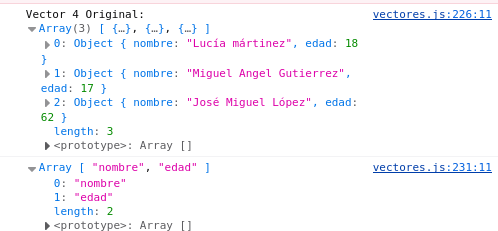 Vector 4 Original: vectores.js:226:11
Array(3) [ {…}, {…}, {…} ]
0: Object { nombre: "Lucía mártinez", edad: 18
}
1: Object { nombre: "Miguel Angel Gutierrez",
edad: 17 }
2: Object { nombre: "José Miguel López", edad:
62 }
length: 3
<prototype>: Array []
Array [ "nombre", "edad" ] vectores.js:231:11
0: "nombre"
1: "edad"
length: 2
<prototype>: Array []